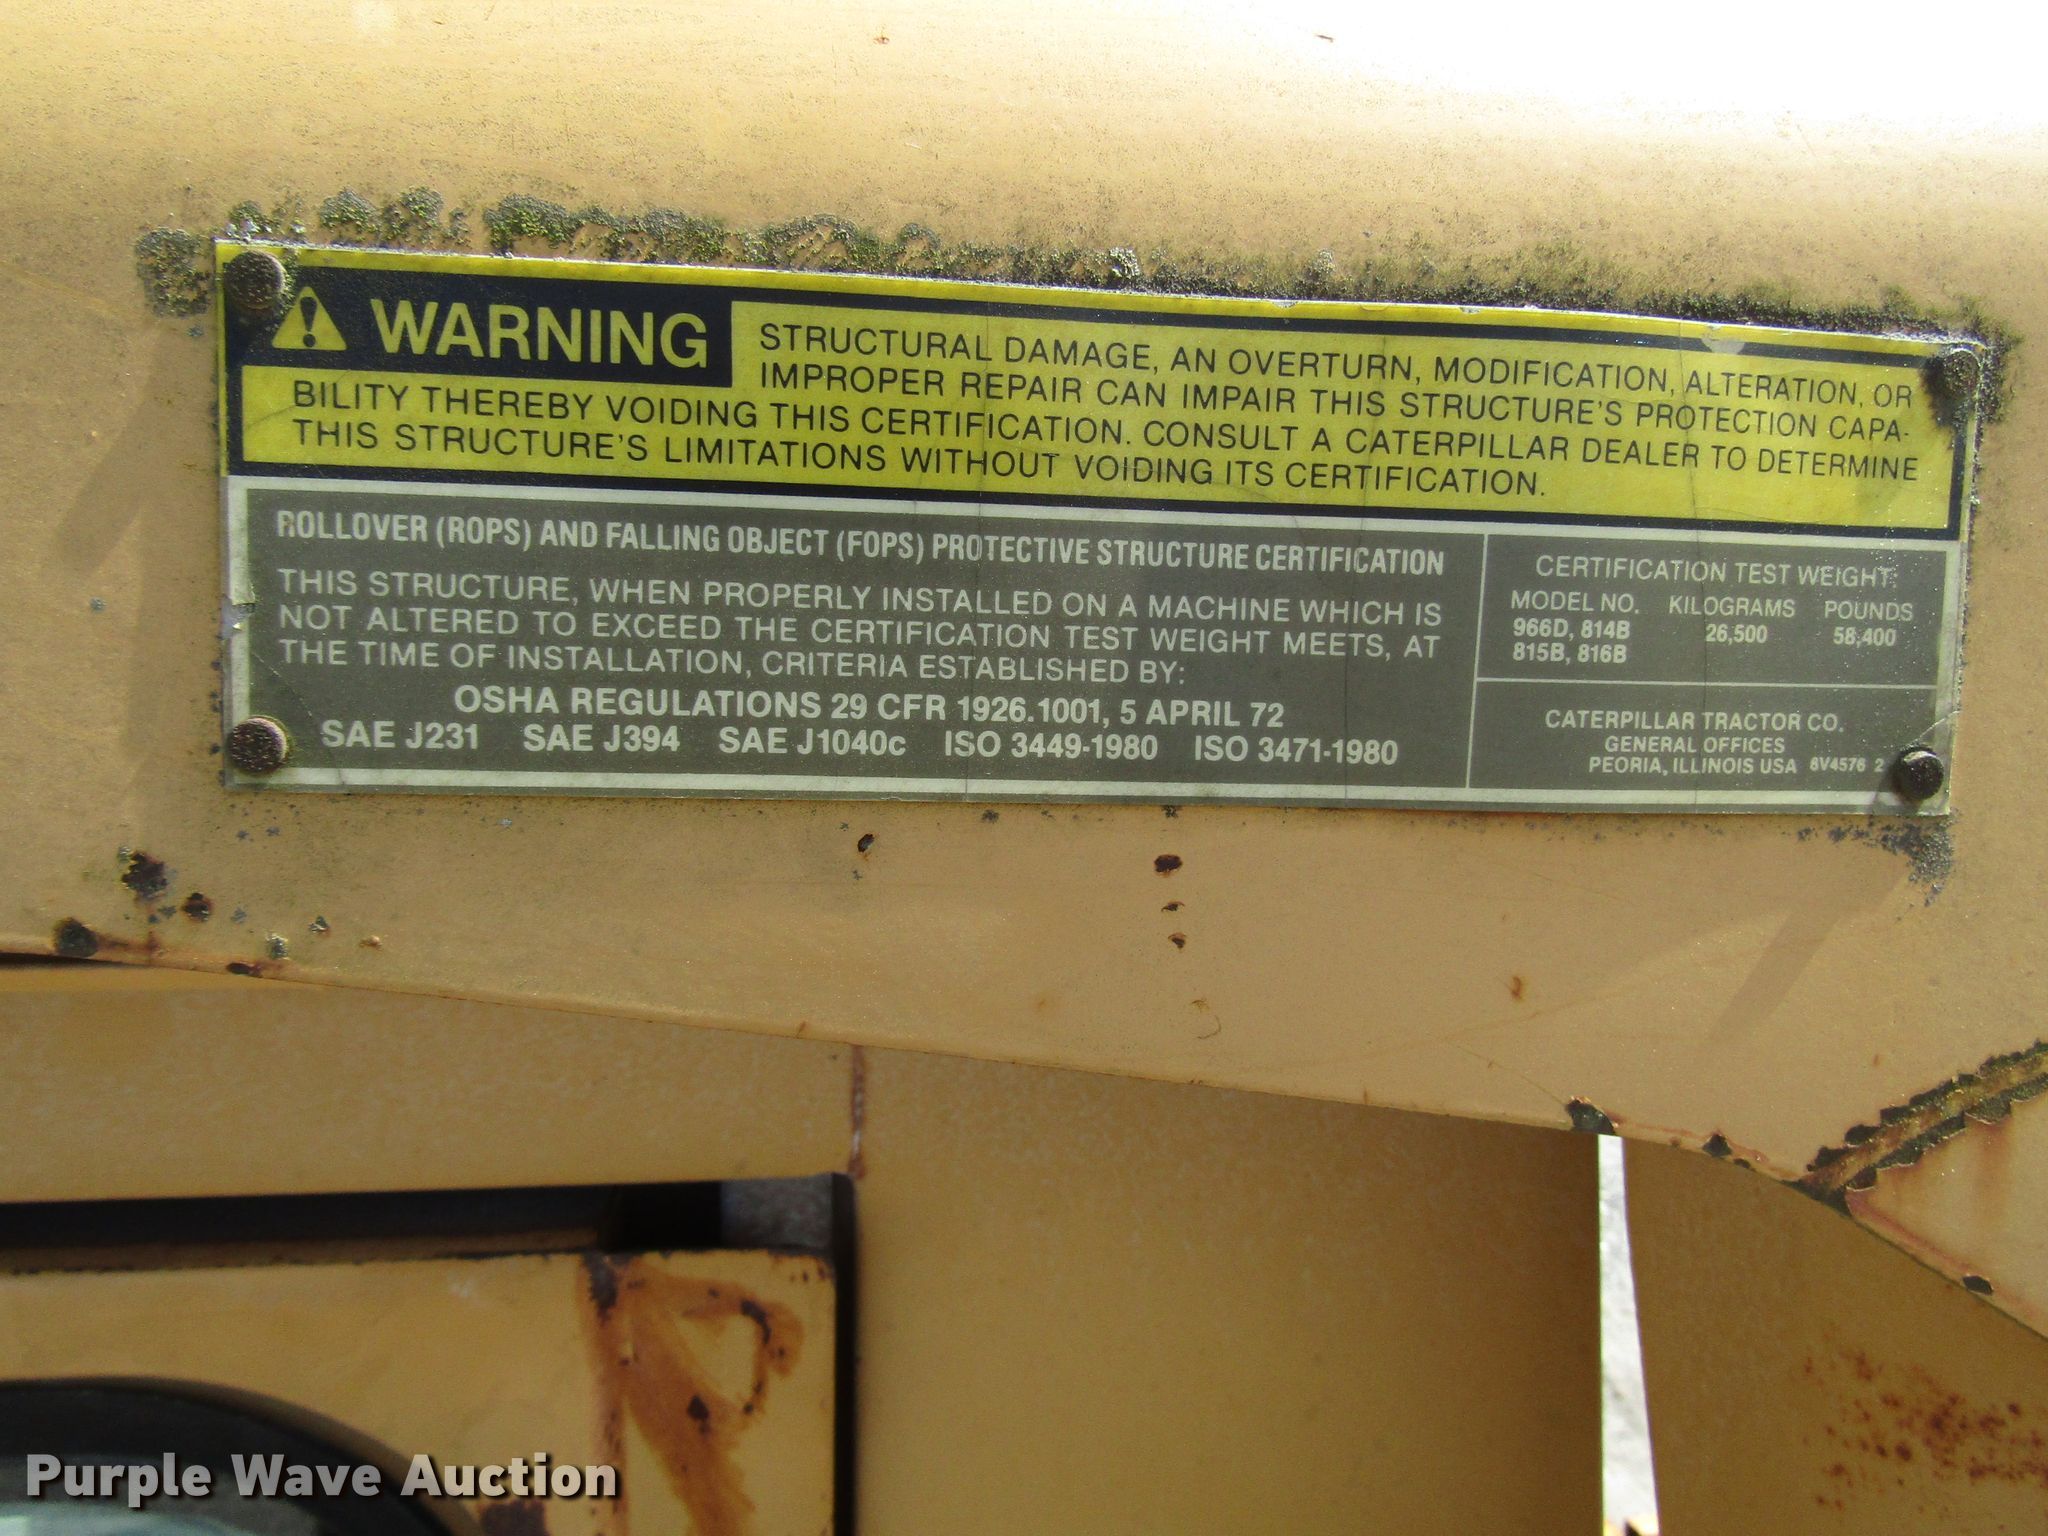 WARNING
STRUCTURAL DAMAGE, AN OVERTURN, MODIFICATION, ALTERATION, OR
IMPROPER REPAIR CAN IMPAIR THIS STRUCTURE'S PROTECTION CAPA-
BILITY THEREBY VOIDING THIS CERTIFICATION. CONSULT A CATERPILLAR DEALER TO DETERMINE
THIS STRUCTURE'S LIMITATIONS WITHOUT VOIDING ITS CERTIFICATION.
ROLLOVER (ROPS) AND FALLING OBJECT (FOPS) PROTECTIVE STRUCTURE CERTIFICATION
THIS STRUCTURE, WHEN PROPERLY INSTALLED ON A MACHINE WHICH IS
NOT ALTERED TO EXCEED THE CERTIFICATION TEST WEIGHT MEETS, AT
THE TIME OF INSTALLATION, CRITERIA ESTABLISHED BY:
OSHA REGULATIONS 29 CFR 1926.1001, 5 APRIL 72
SAE J231 SAE J394 SAE J1040c ISO 3449-1980 ISO 3471-1980
CERTIFICATION TEST WEIGHT:
MODEL NO. KILOGRAMS POUNDS
966D, 814B 26,500 58,400
815B, 816B
CATERPILLAR TRACTOR CO.
GENERAL OFFICES
PEORIA, ILLINOIS USA 8V4576 2
Purple Wave Auction